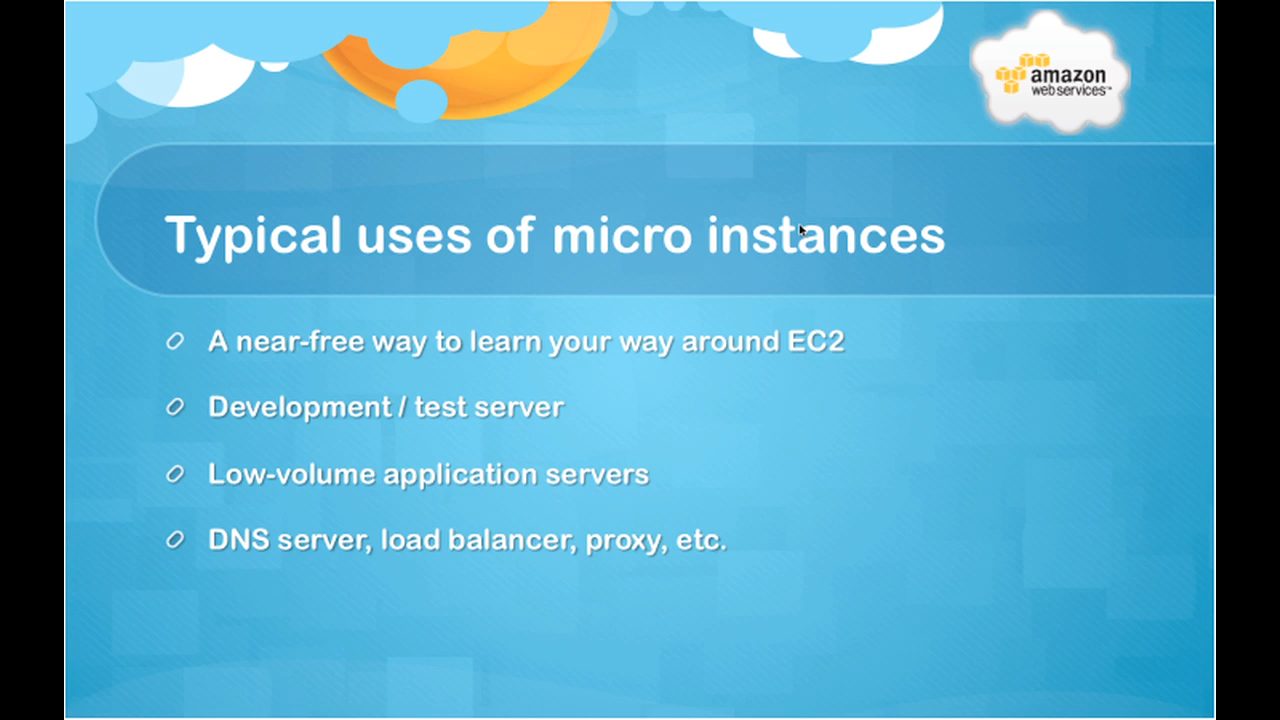 amazon
web services™
Typical uses of micro instances
A near-free way to learn your way around EC2
Development / test server
Low-volume application servers
DNS server, load balancer, proxy, etc.